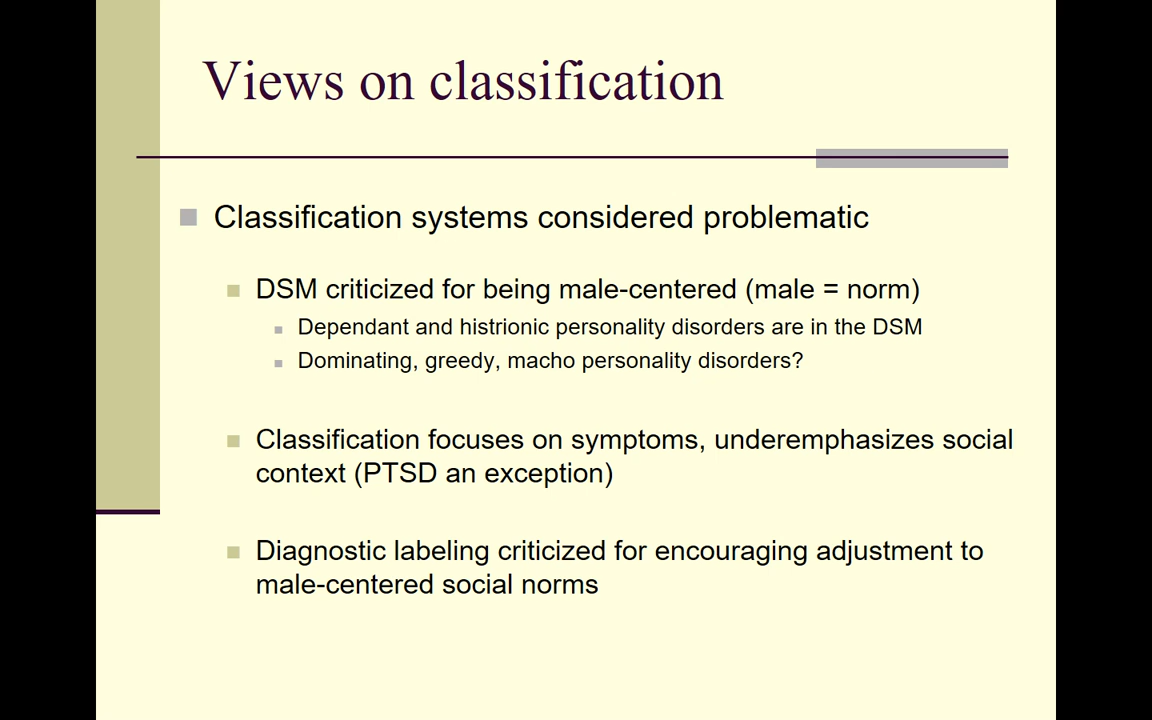 Views on classification
Classification systems considered problematic
DSM criticized for being male-centered (male = norm)
Dependant and histrionic personality disorders are in the DSM
Dominating, greedy, macho personality disorders?
Classification focuses on symptoms, underemphasizes social
context (PTSD an exception)
Diagnostic labeling criticized for encouraging adjustment to
male-centered social norms